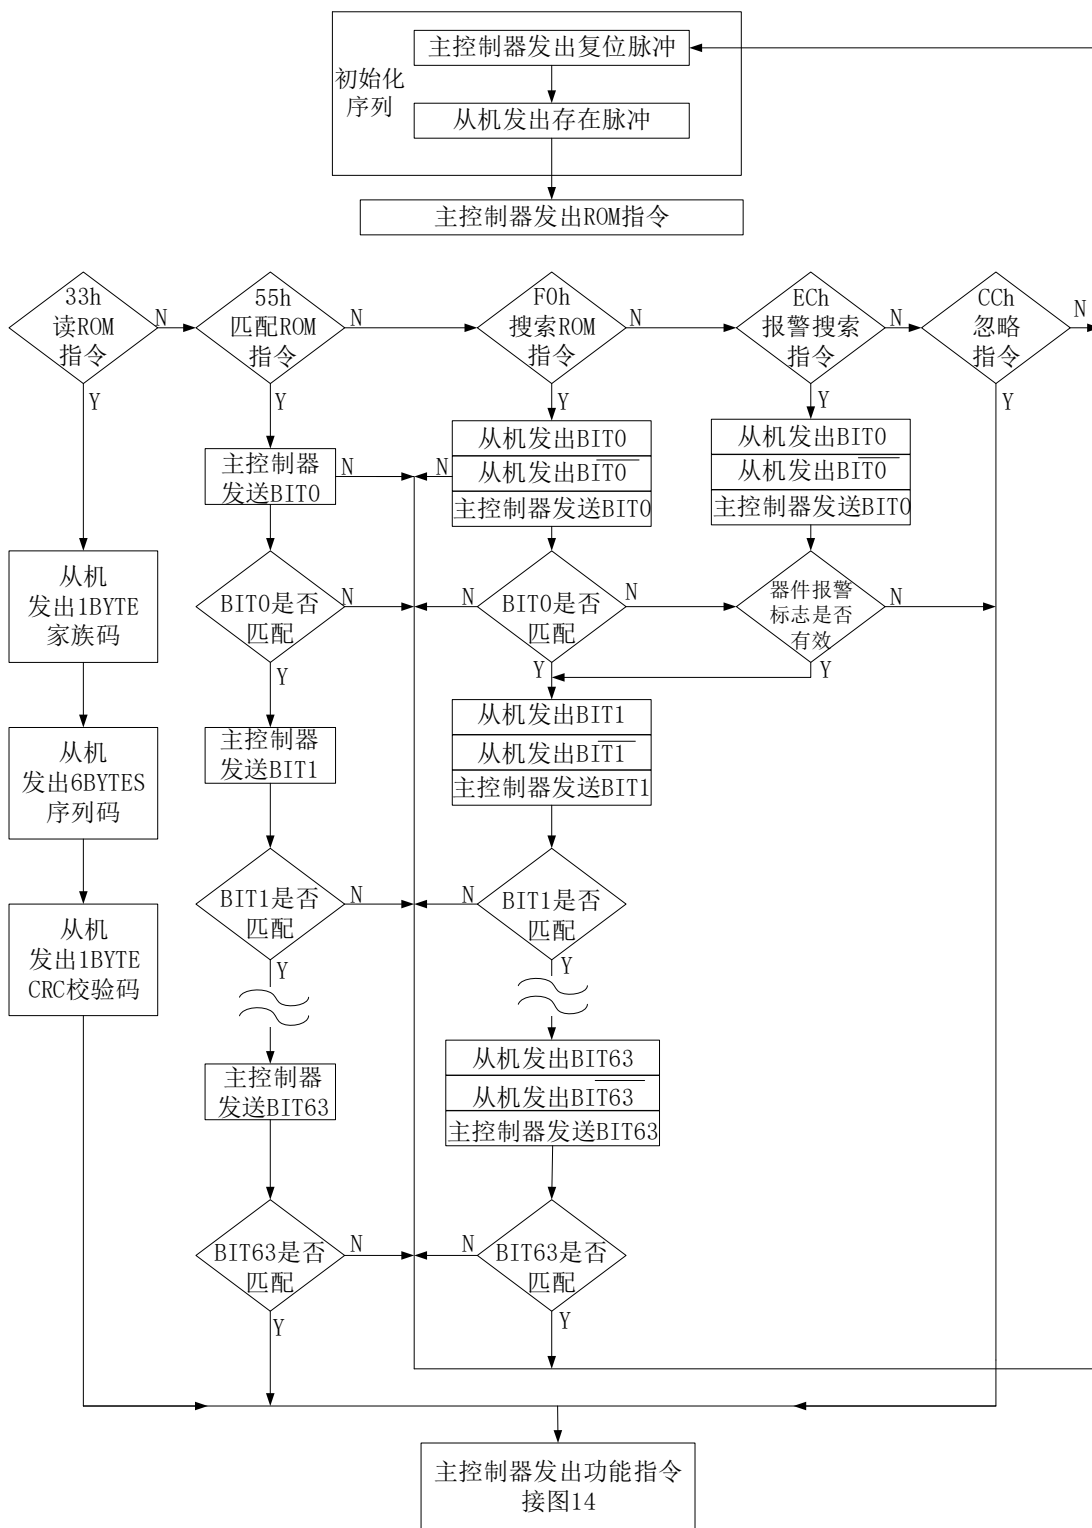 主控制器发出复位脉冲
初始化
序列
从机发出存在脉冲
主控制器发出ROM指令
33h
读ROM
指令
N
Y
55h
匹配ROM
指令
N
Y
F0h
搜索ROM
指令
N
Y
ECh
报警搜索
指令
N
Y
CCh
忽略
指令
N
Y
主控制器
发送BIT0
N
N
从机发出BIT0
从机发出BI̅T̅0̅
主控制器发送BIT0
从机发出BIT0
从机发出BI̅T̅0̅
主控制器发送BIT0
从机
发出1BYTE
家族码
BIT0是否
匹配
N
Y
N
BIT0是否
匹配
N
Y
器件报警
标志是否
有效
N
Y
从机
发出6BYTES
序列码
主控制器
发送BIT1
从机发出BIT1
从机发出BI̅T̅1̅
主控制器发送BIT1
从机
发出1BYTE
CRC校验码
BIT1是否
匹配
N
Y
N
BIT1是否
匹配
Y
主控制器
发送BIT63
从机发出BIT63
从机发出BI̅T̅6̅3̅
主控制器发送BIT63
BIT63是否
匹配
N
Y
N
BIT63是否
匹配
Y
主控制器发出功能指令
接图14